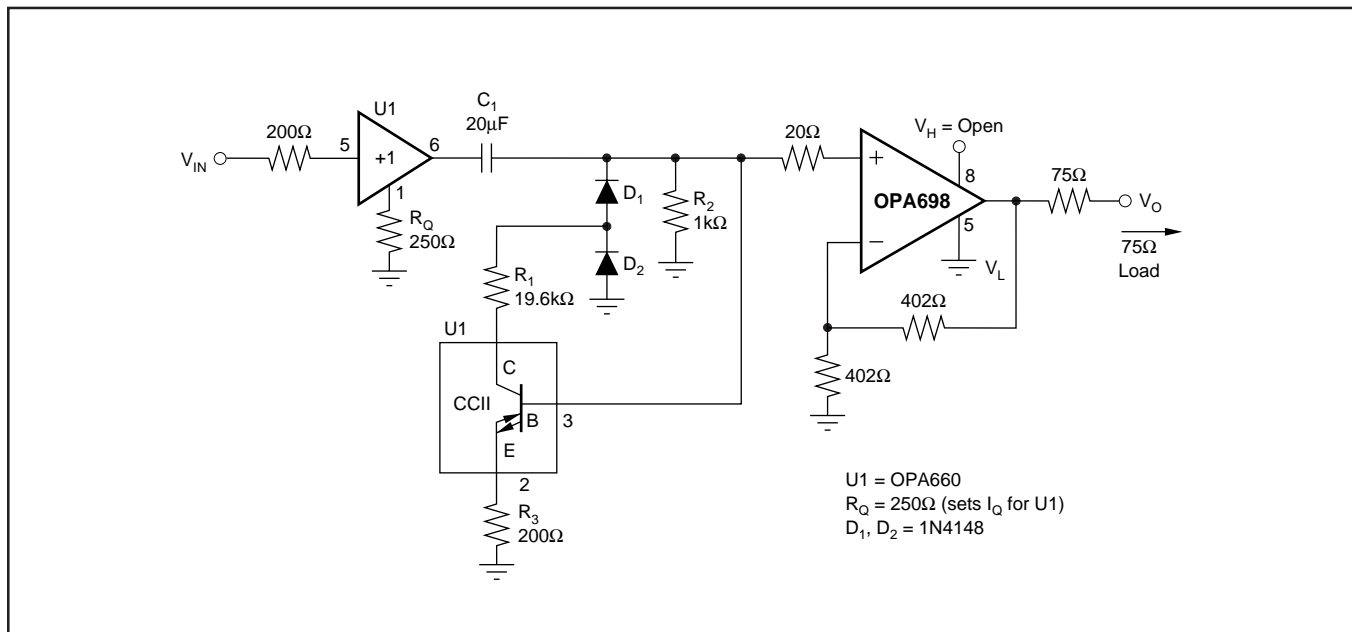 V_IN
200Ω
5
U1
+1
6
1
R_Q
250Ω
C_1
20µF
D_1
D_2
R_2
1kΩ
R_1
19.6kΩ
U1
C
CCII
B
3
E
2
R_3
200Ω
20Ω
V_H = Open
8
+
OPA698
–
5
V_L
75Ω
V_O
75Ω
Load
402Ω
402Ω
U1 = OPA660
R_Q = 250Ω (sets I_Q for U1)
D_1, D_2 = 1N4148